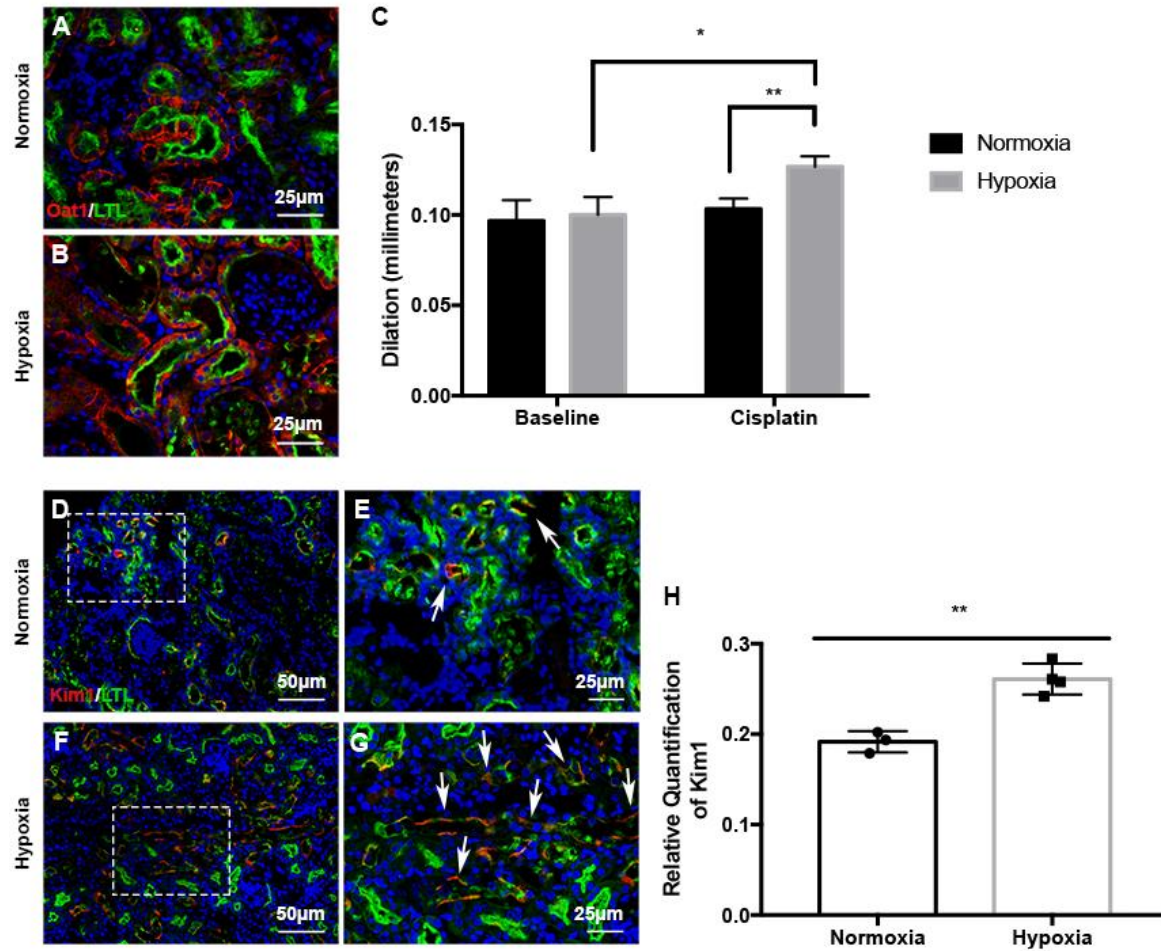 A
Normoxia
Oat1/LTL
25µm
B
Hypoxia
25µm
C
*
**
Dilation (millimeters)
0.15
0.10
0.05
0.00
Baseline
Cisplatin
Normoxia
Hypoxia
D
Normoxia
Kim1/LTL
50µm
E
25µm
F
Hypoxia
50µm
G
25µm
H
**
Relative Quantification
of Kim1
0.3
0.2
0.1
0.0
Normoxia
Hypoxia